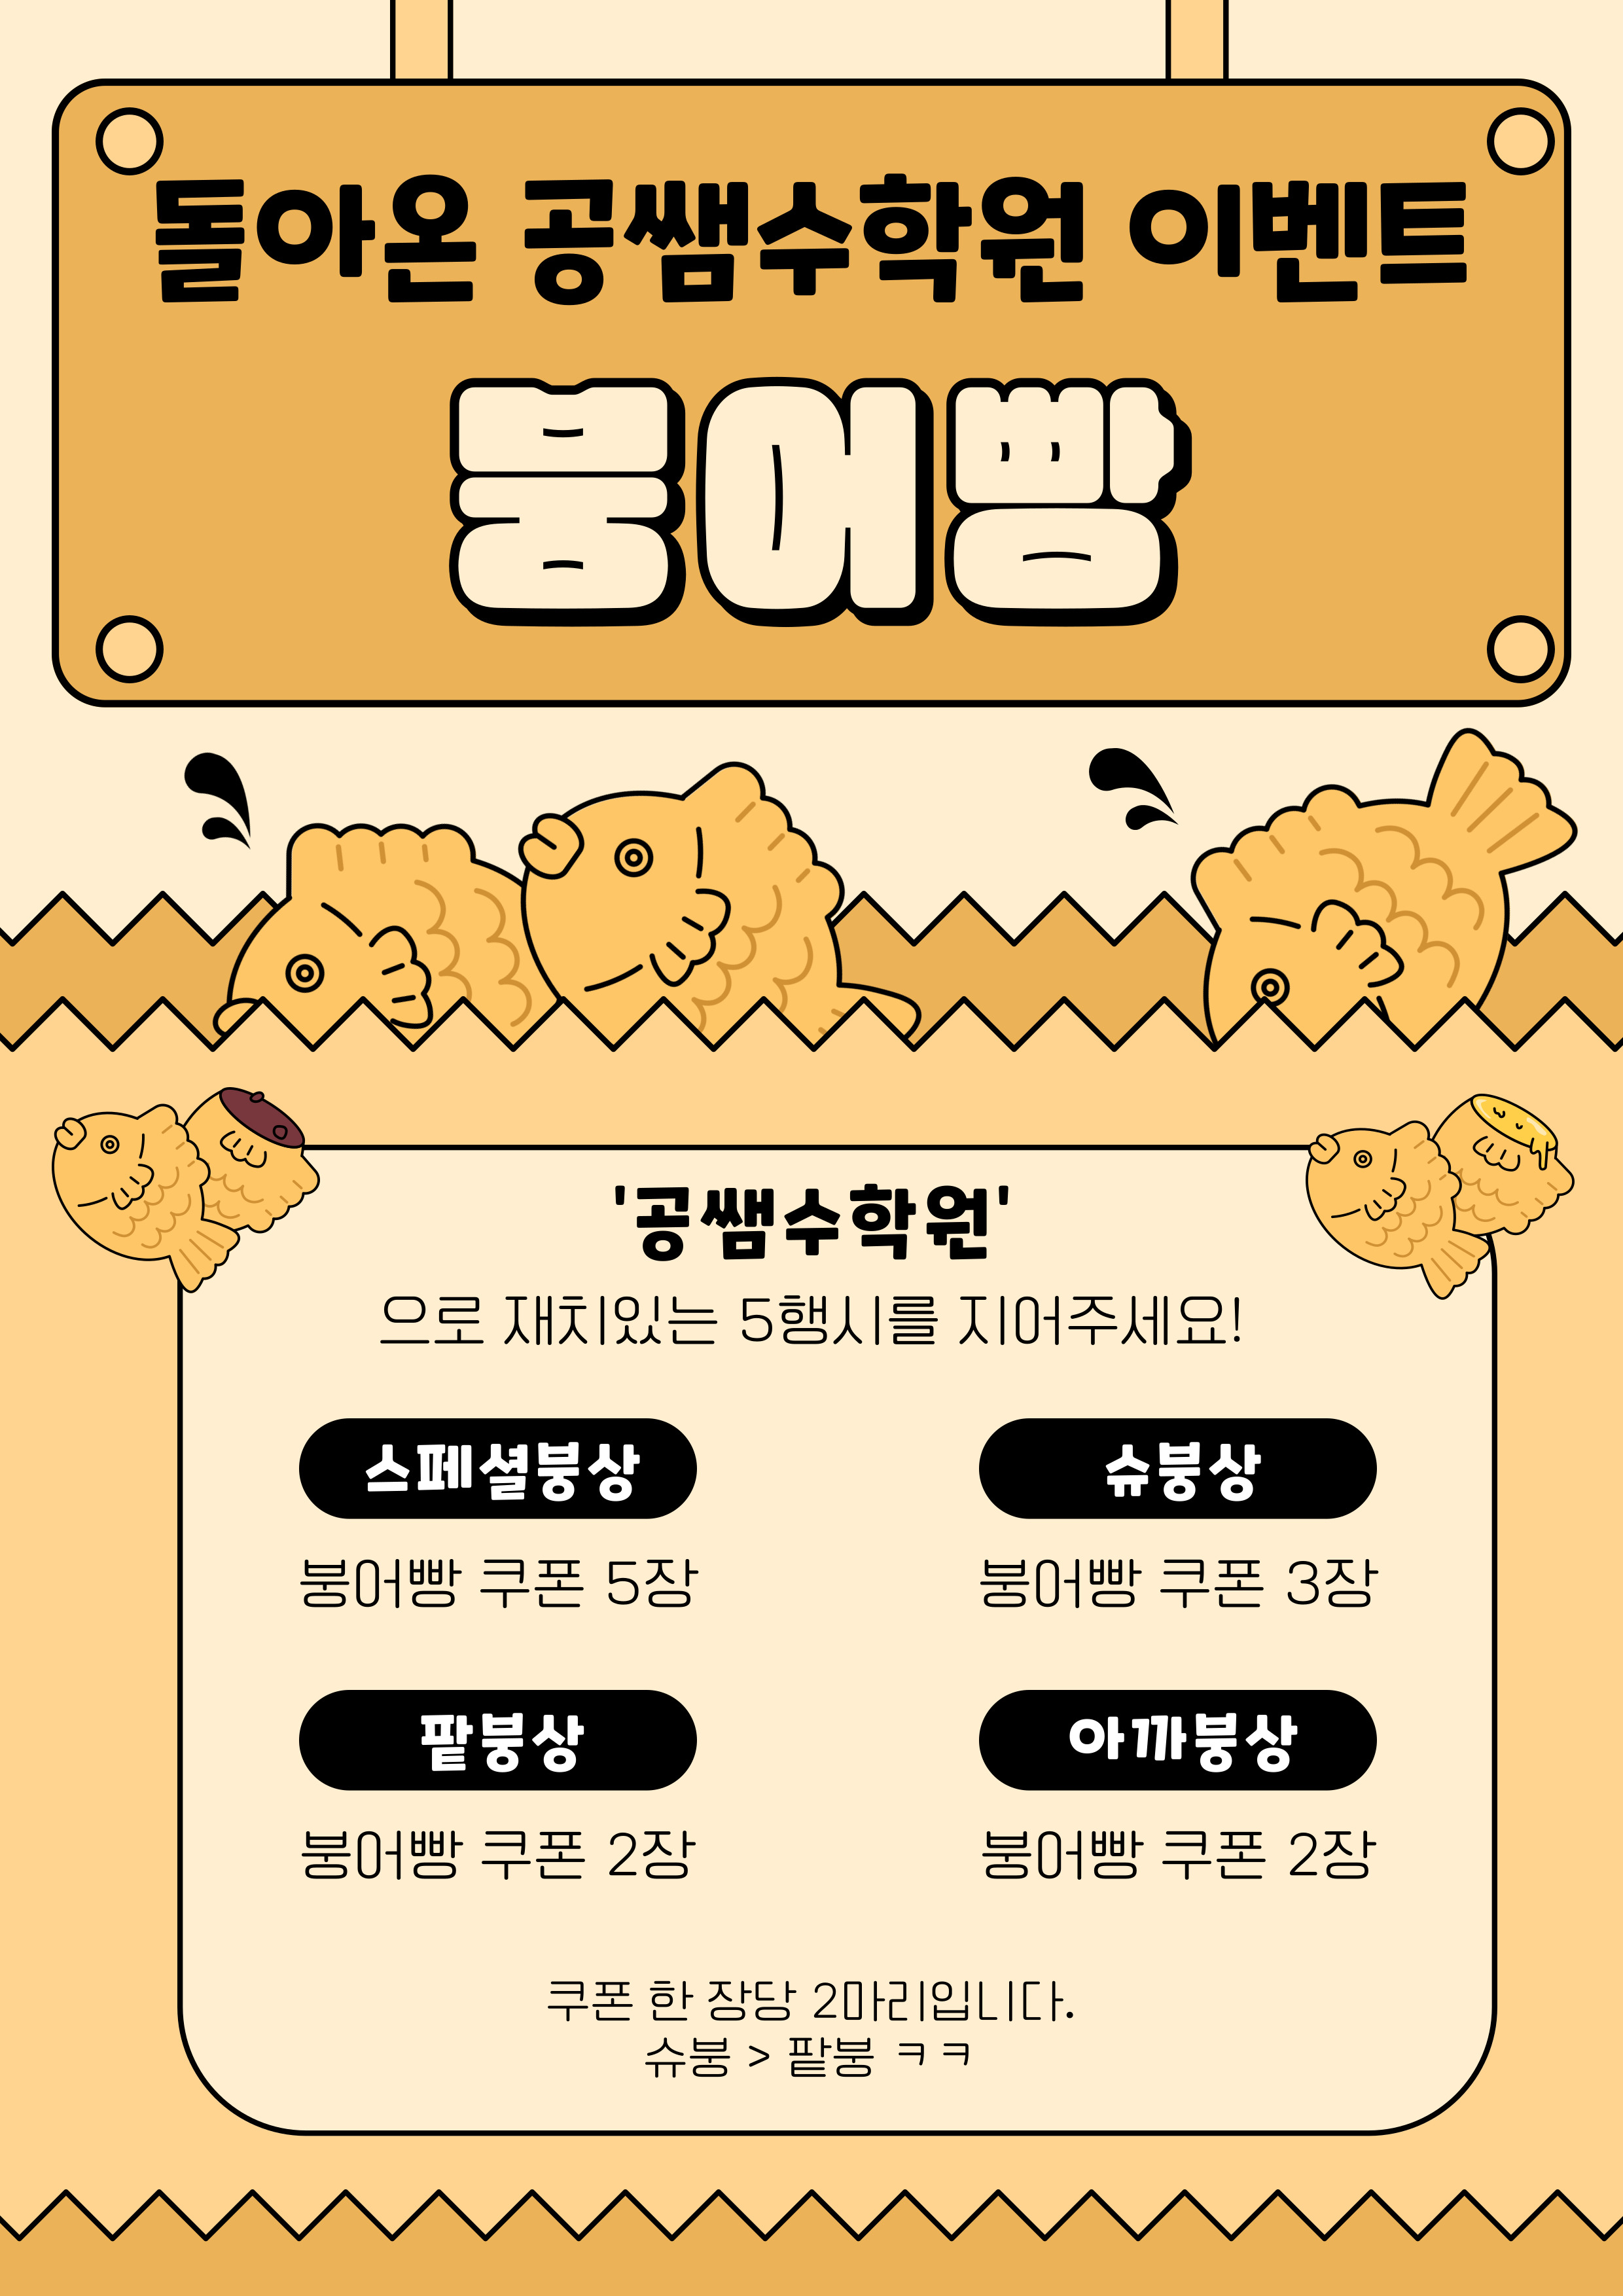 돌아온 공쌤수학원 이벤트
붕어빵
'공쌤수학원'
으로 재치있는 5행시를 지어주세요!
스페셜붕상
슈붕상
붕어빵 쿠폰 5장
붕어빵 쿠폰 3장
팥붕상
아까붕상
붕어빵 쿠폰 2장
붕어빵 쿠폰 2장
쿠폰 한 장당 2마리입니다.
슈붕 > 팥붕 ㅋㅋ